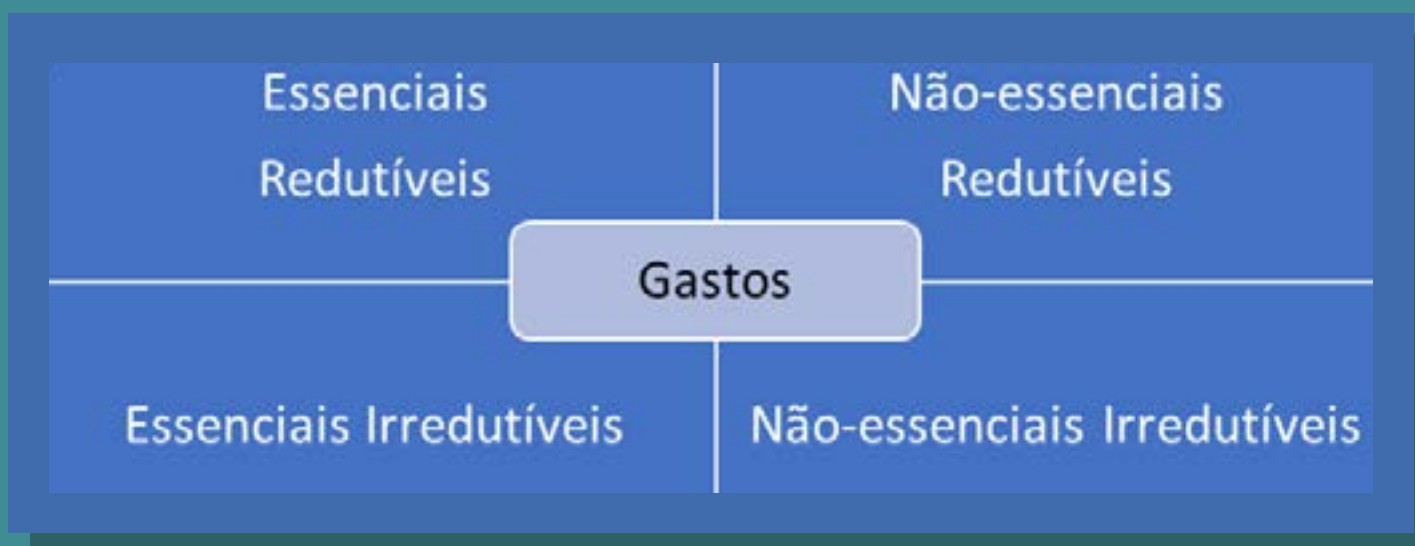 Essenciais
Redutíveis
Não-essenciais
Redutíveis
Gastos
Essenciais Irredutíveis
Não-essenciais Irredutíveis